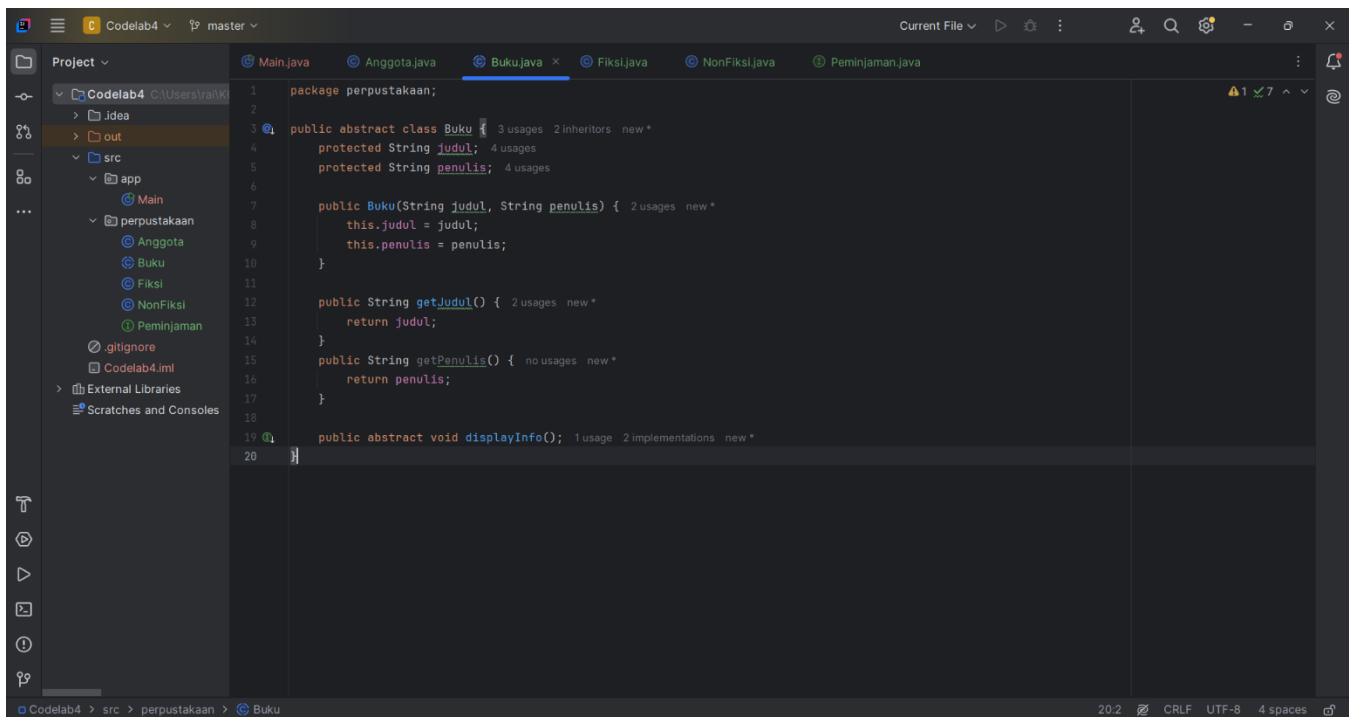 C Codelab4 master Current File
Project
Main.java Anggota.java Buku.java Fiksi.java NonFiksi.java Peminjaman.java
Codelab4 C:\Users\rai\
.idea
out
src
app
Main
perpustakaan
Anggota
Buku
Fiksi
NonFiksi
Peminjaman
.gitignore
Codelab4.iml
External Libraries
Scratches and Consoles
1 package perpustakaan; 1 7
2
3 public abstract class Buku { 3 usages 2 inheritors new *
4 protected String judul; 4 usages
5 protected String penulis; 4 usages
6
7 public Buku(String judul, String penulis) { 2 usages new *
8 this.judul = judul;
9 this.penulis = penulis;
10 }
11
12 public String getJudul() { 2 usages new *
13 return judul;
14 }
15 public String getPenulis() { no usages new *
16 return penulis;
17 }
18
19 public abstract void displayInfo(); 1 usage 2 implementations new *
20 }
Codelab4 > src > perpustakaan > Buku 20:2 CRLF UTF-8 4 spaces